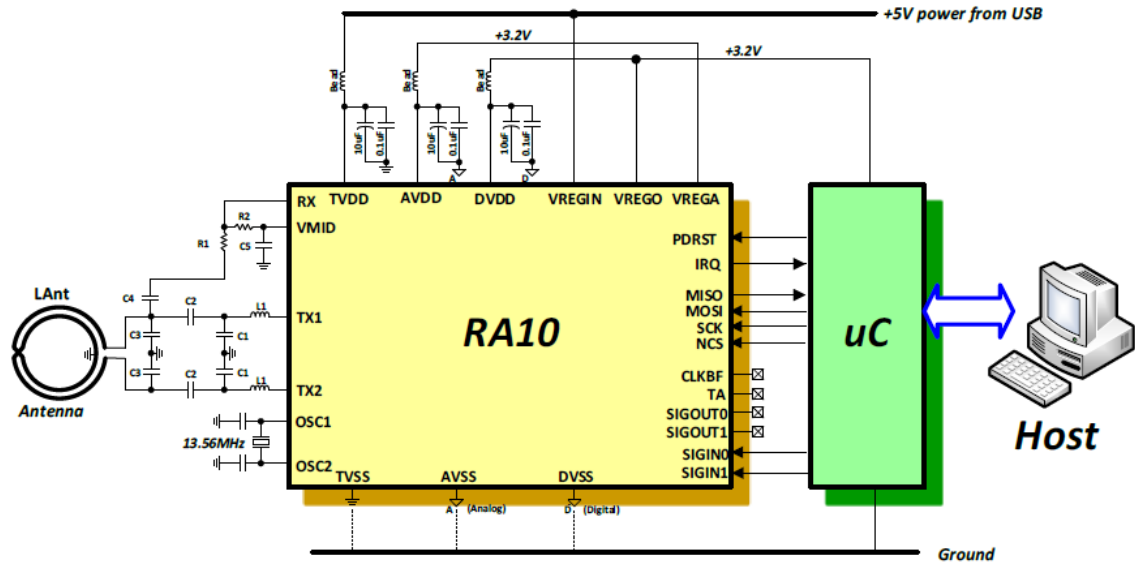 +5V power from USB
+3.2V
+3.2V
Bead
Bead
Bead
10uF
0.1uF
10uF
0.1uF
10uF
0.1uF
A
D
RX
TVDD
AVDD
DVDD
VREGIN
VREGO
VREGA
R2
VMID
R1
C5
PDRST
IRQ
LAnt
C4
C2
L1
TX1
MISO
MOSI
SCK
NCS
RA10
uC
C3
C1
C3
C1
C2
L1
TX2
CLKBF
TA
SIGOUT0
SIGOUT1
Antenna
OSC1
13.56MHz
OSC2
SIGIN0
SIGIN1
Host
TVSS
AVSS
DVSS
A (Analog)
D (Digital)
Ground